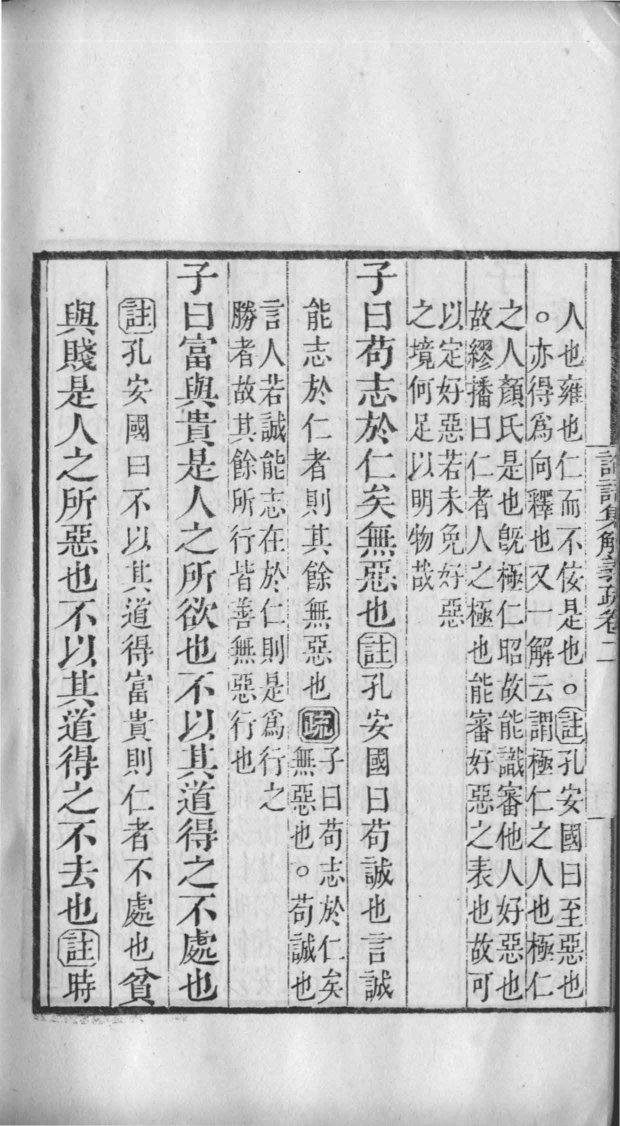 論語集解義疏卷二
人也雍也仁而不佞是也。註孔安國曰至惡也
。亦得爲向釋也又一解云謂極仁之人也極仁
之人顏氏是也旣極仁昭故能識審他人好惡也
故繆播曰仁者人之極也能審好惡之表也故可
以定好惡若未免好惡
之境何足以明物哉
子曰苟志於仁矣無惡也註孔安國曰苟誠也言誠
能志於仁者則其餘無惡也疏
子曰苟志於仁矣
無惡也。苟誠也
言人若誠能志在於仁則是爲行之
勝者故其餘所行皆善無惡行也
子曰富與貴是人之所欲也不以其道得之不處也
註孔安國曰不以其道得富貴則仁者不處也貧
與賤是人之所惡也不以其道得之不去也註時